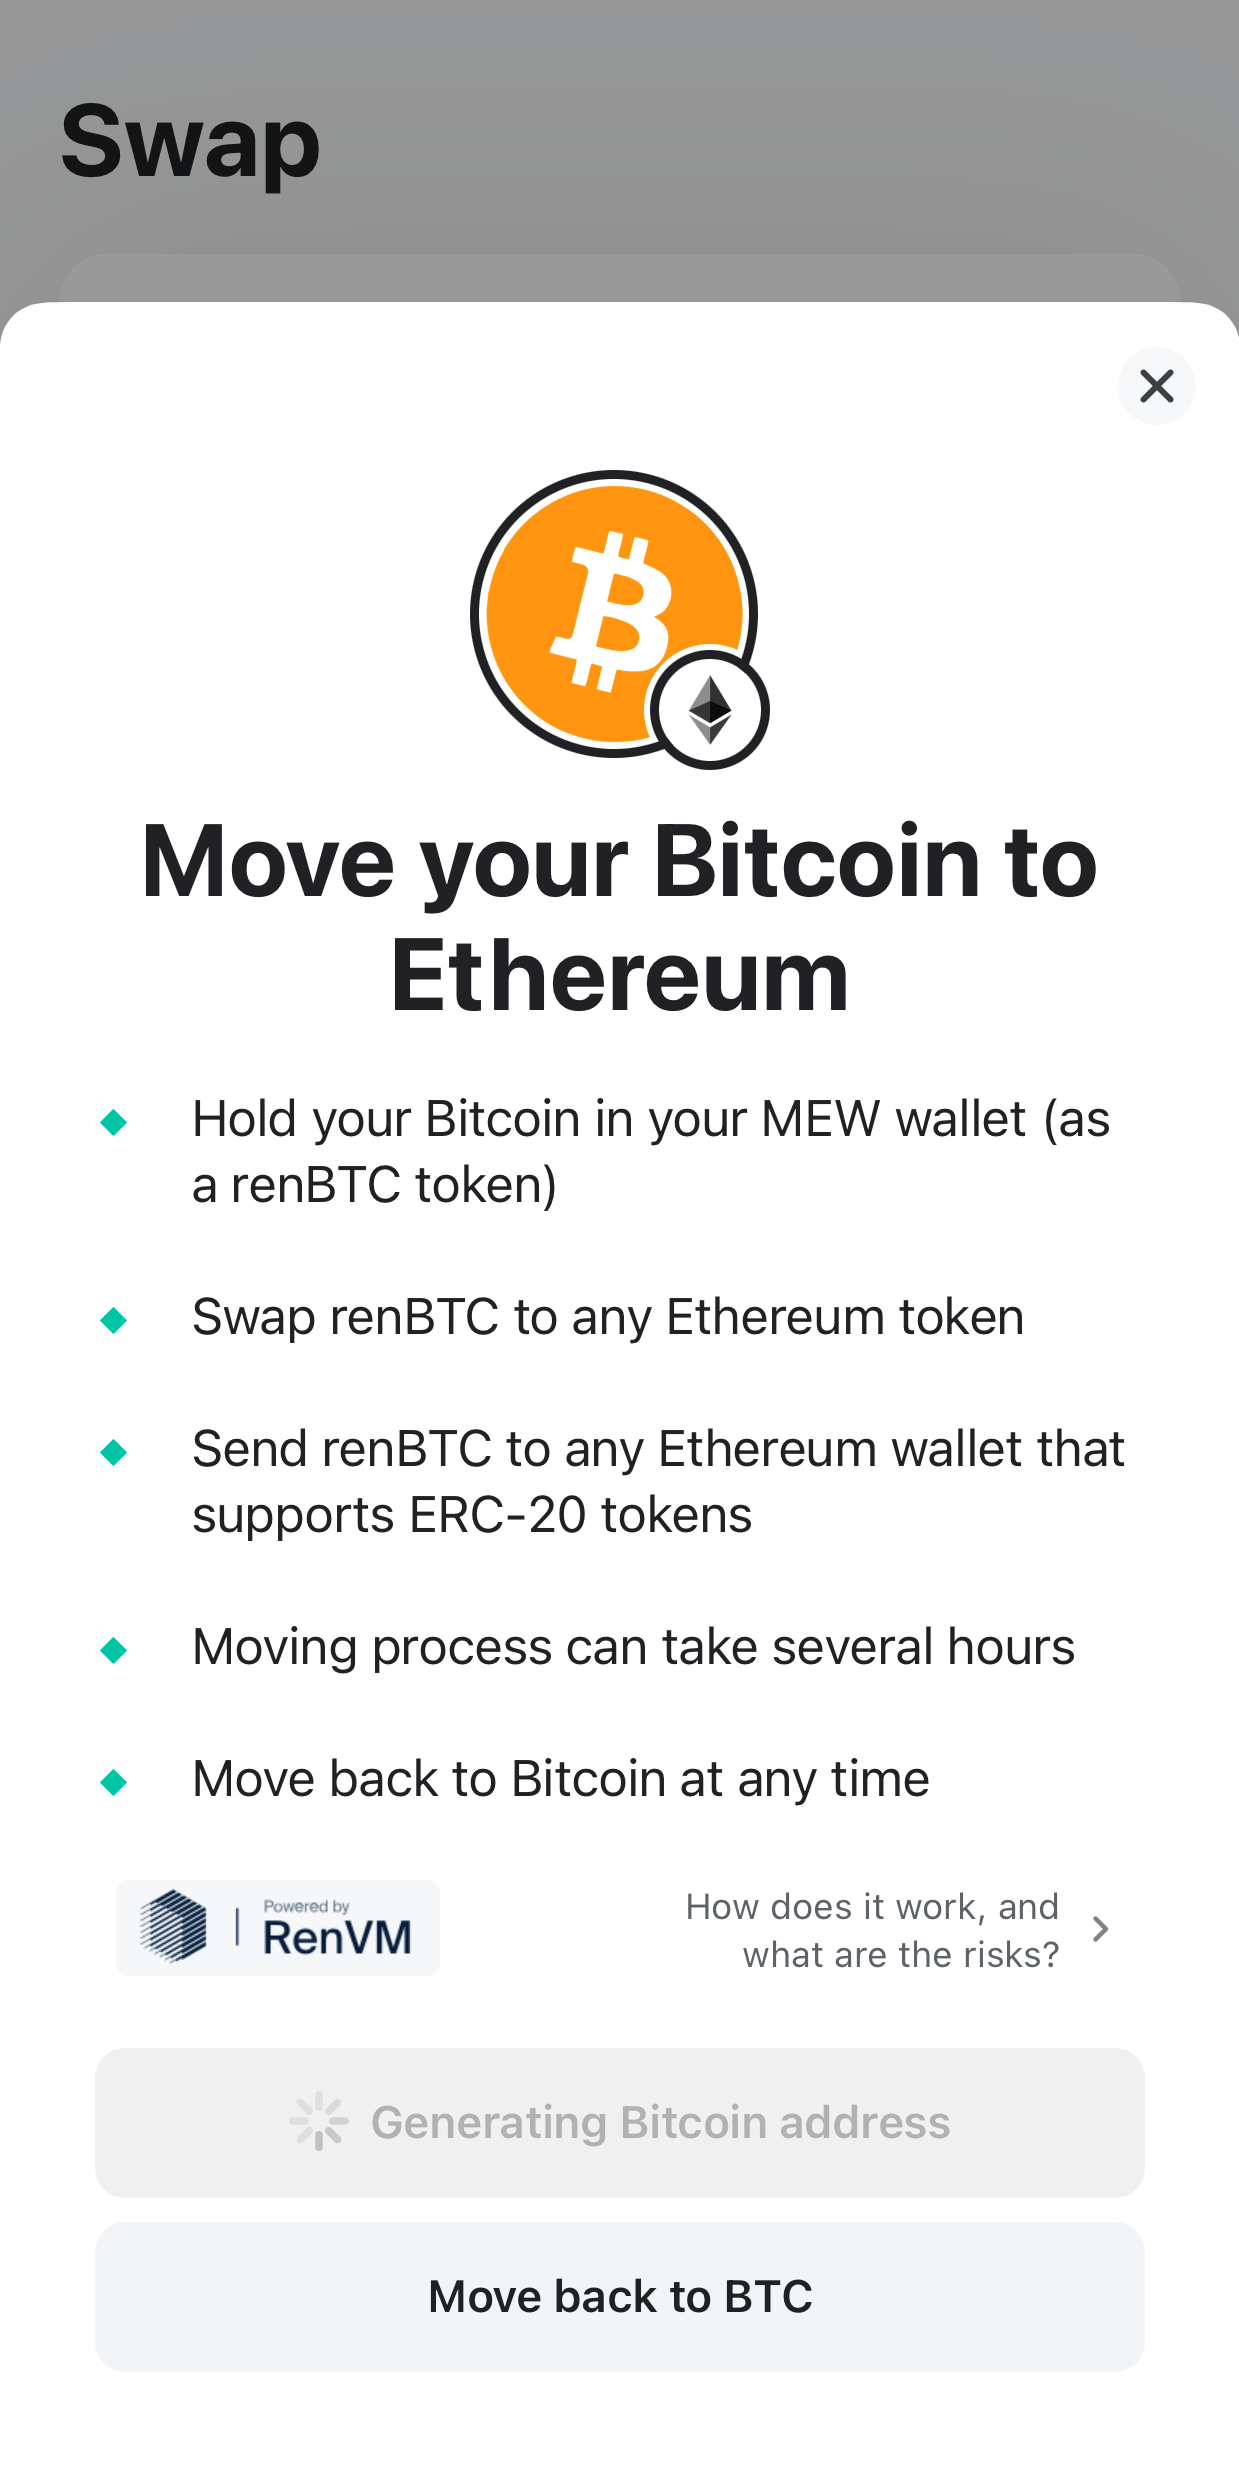 Swap
Move your Bitcoin to
Ethereum
Hold your Bitcoin in your MEW wallet (as
a renBTC token)
Swap renBTC to any Ethereum token
Send renBTC to any Ethereum wallet that
supports ERC-20 tokens
Moving process can take several hours
Move back to Bitcoin at any time
Powered by
RenVM
How does it work, and
what are the risks?
Generating Bitcoin address
Move back to BTC